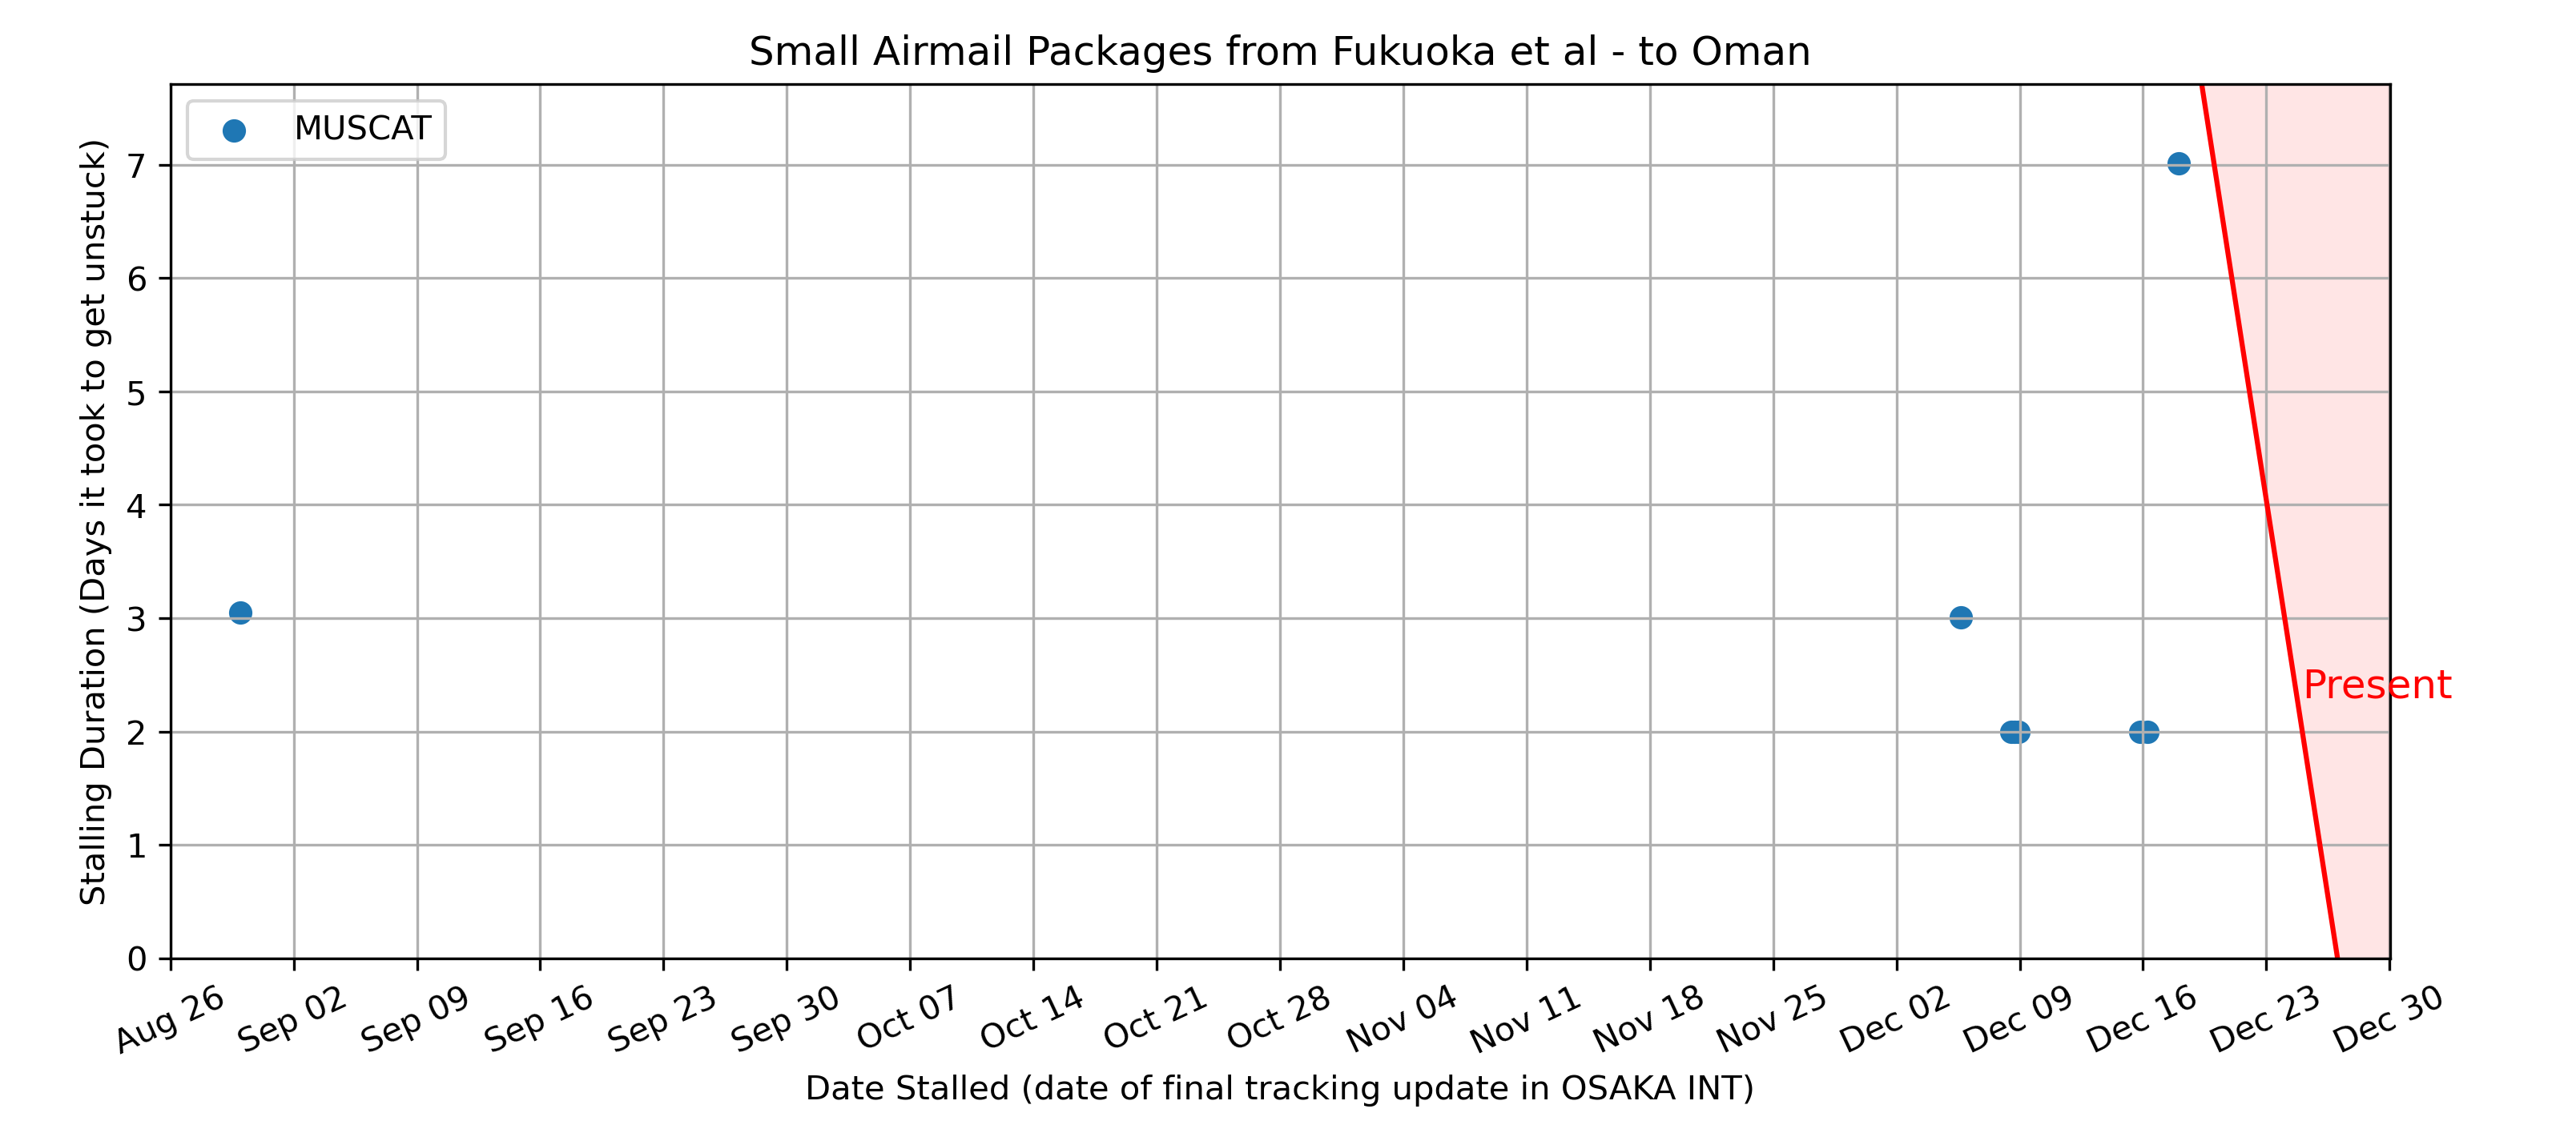 Small Airmail Packages from Fukuoka et al - to Oman
MUSCAT
Stalling Duration (Days it took to get unstuck)
7
6
5
4
3
2
1
0
Present
Aug 26
Sep 02
Sep 09
Sep 16
Sep 23
Sep 30
Oct 07
Oct 14
Oct 21
Oct 28
Nov 04
Nov 11
Nov 18
Nov 25
Dec 02
Dec 09
Dec 16
Dec 23
Dec 30
Date Stalled (date of final tracking update in OSAKA INT)